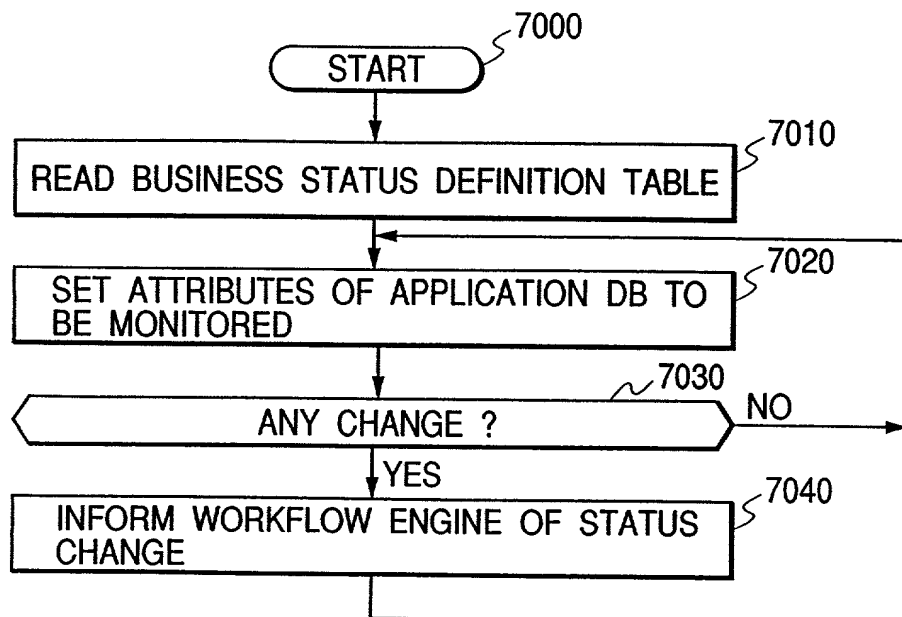 7000
START
7010
READ BUSINESS STATUS DEFINITION TABLE
7020
SET ATTRIBUTES OF APPLICATION DB TO
BE MONITORED
7030
ANY CHANGE ?
NO
YES
7040
INFORM WORKFLOW ENGINE OF STATUS
CHANGE